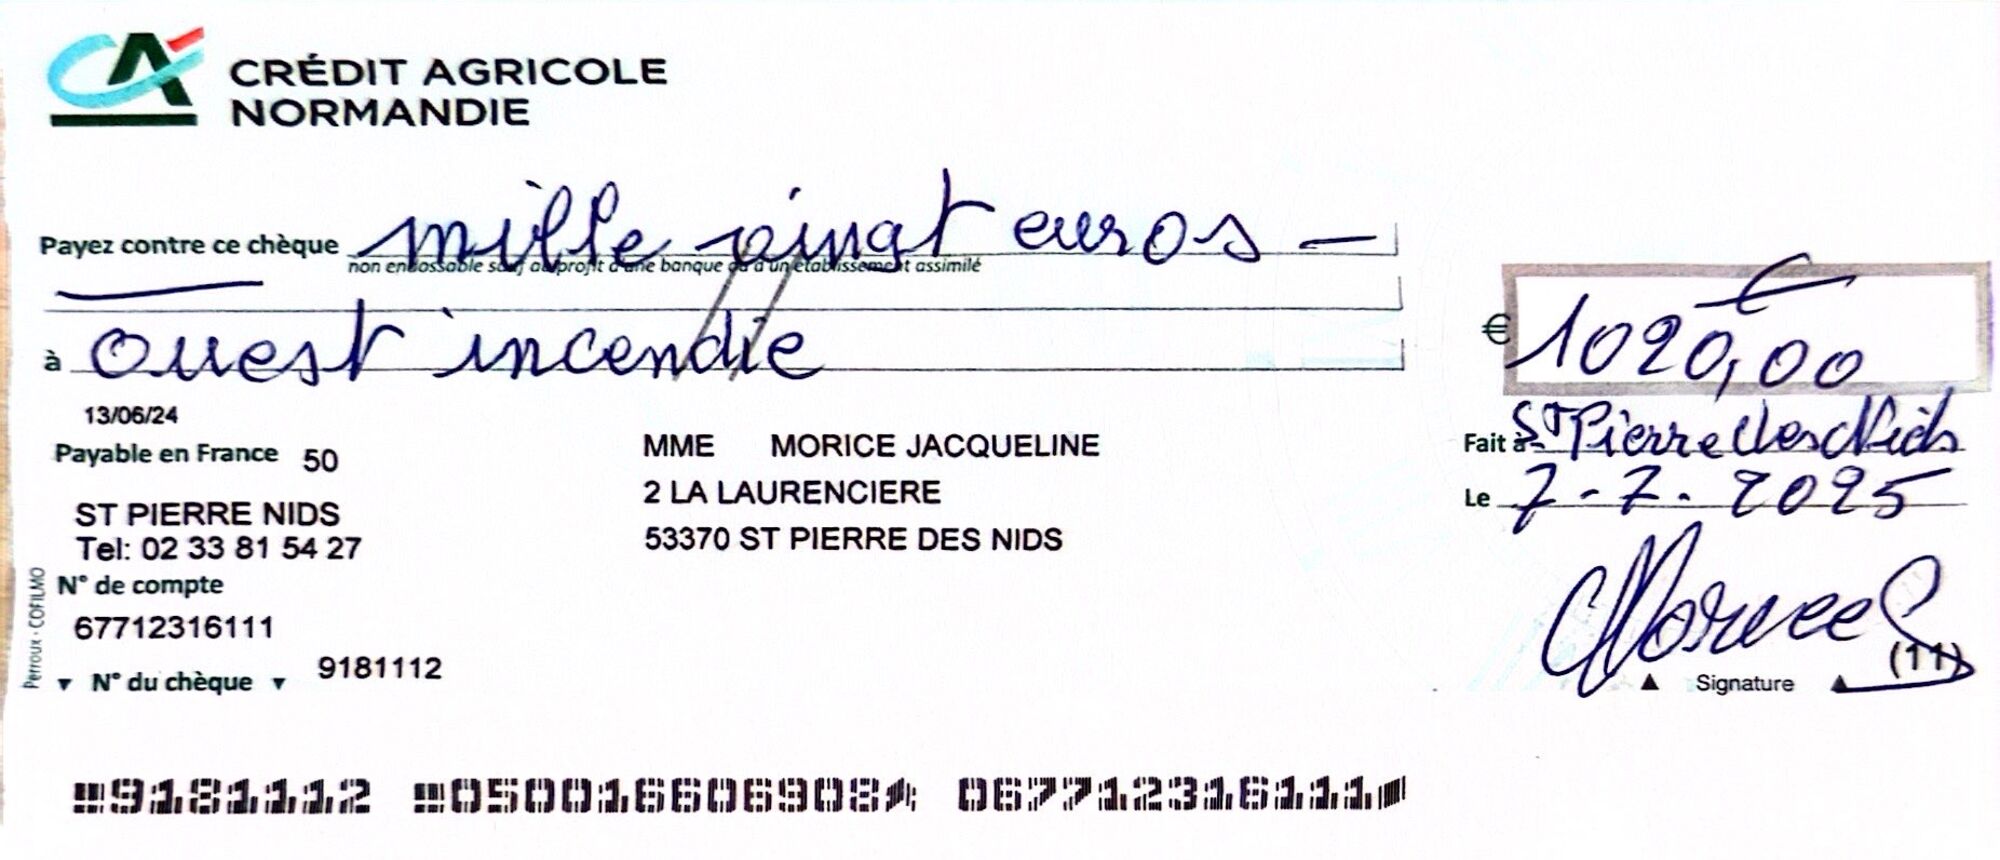 CRÉDIT AGRICOLE
NORMANDIE
Payez contre ce chèque mille vingt euros —
non endossable sauf au profit d'une banque ou d'un établissement assimilé
à ouest incendie
€ 1020,00 €
13/06/24
Payable en France 50
ST PIERRE NIDS
Tel: 02 33 81 54 27
N° de compte
67712316111
N° du chèque 9181112
Perroux - COFILMO
MME MORICE JACQUELINE
2 LA LAURENCIERE
53370 ST PIERRE DES NIDS
Fait à St Pierre des Nids
Le 7-7-2025
(11)
Signature
9181112 050016606908 067712316111